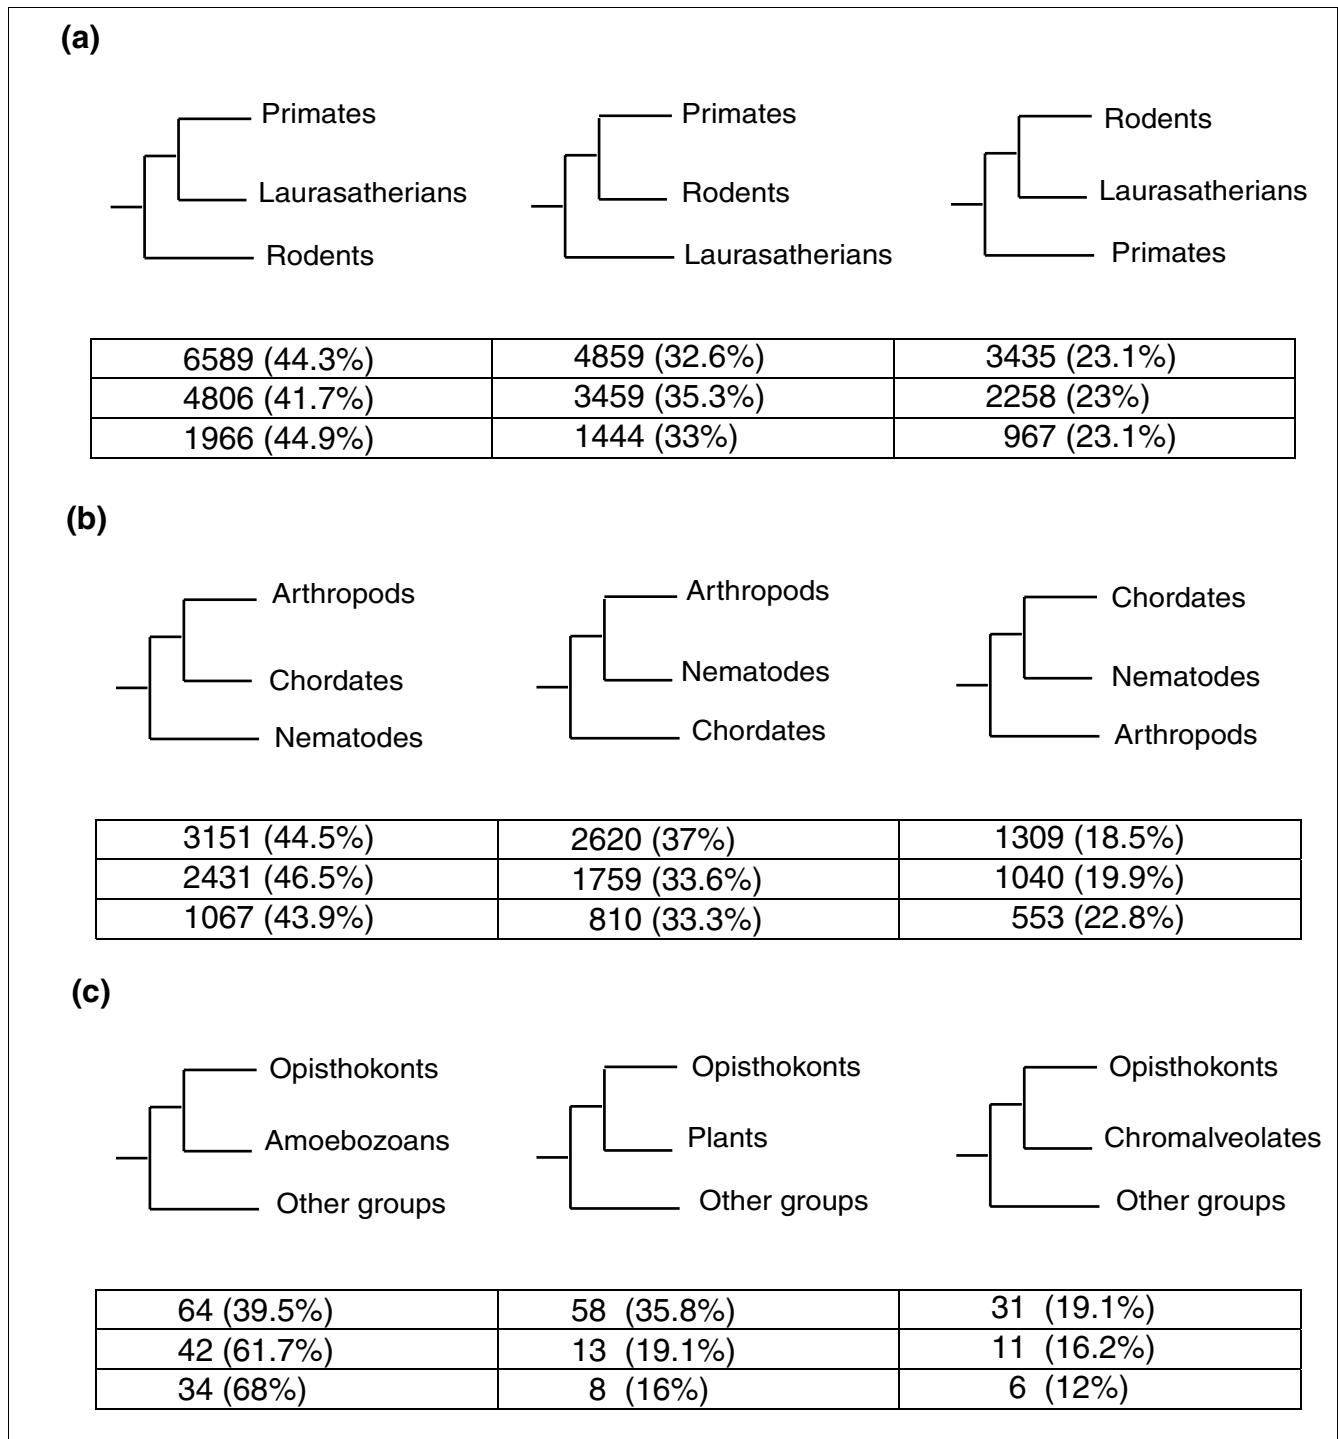 (a)
Primates Primates Rodents
Laurasatherians Rodents Laurasatherians
Rodents Laurasatherians Primates
6589 (44.3%) 4859 (32.6%) 3435 (23.1%)
4806 (41.7%) 3459 (35.3%) 2258 (23%)
1966 (44.9%) 1444 (33%) 967 (23.1%)
(b)
Arthropods Arthropods Chordates
Chordates Nematodes Nematodes
Nematodes Chordates Arthropods
3151 (44.5%) 2620 (37%) 1309 (18.5%)
2431 (46.5%) 1759 (33.6%) 1040 (19.9%)
1067 (43.9%) 810 (33.3%) 553 (22.8%)
(c)
Opisthokonts Opisthokonts Opisthokonts
Amoebozoans Plants Chromalveolates
Other groups Other groups Other groups
64 (39.5%) 58 (35.8%) 31 (19.1%)
42 (61.7%) 13 (19.1%) 11 (16.2%)
34 (68%) 8 (16%) 6 (12%)